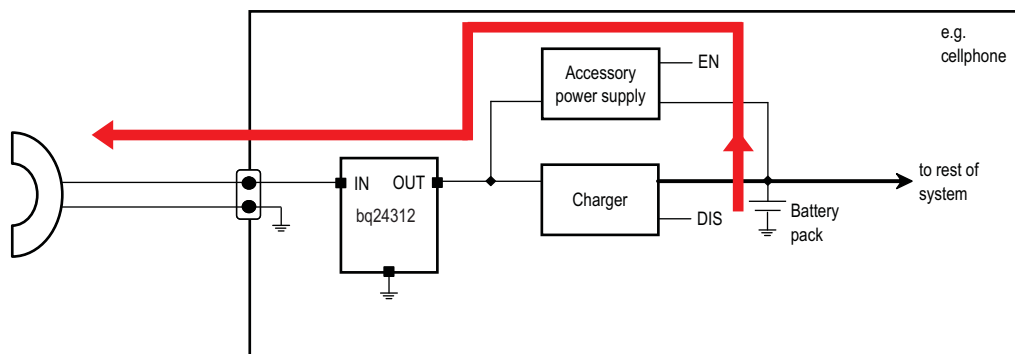 e.g.
cellphone
Accessory
power supply
EN
IN
OUT
bq24312
Charger
DIS
to rest of
system
Battery
pack